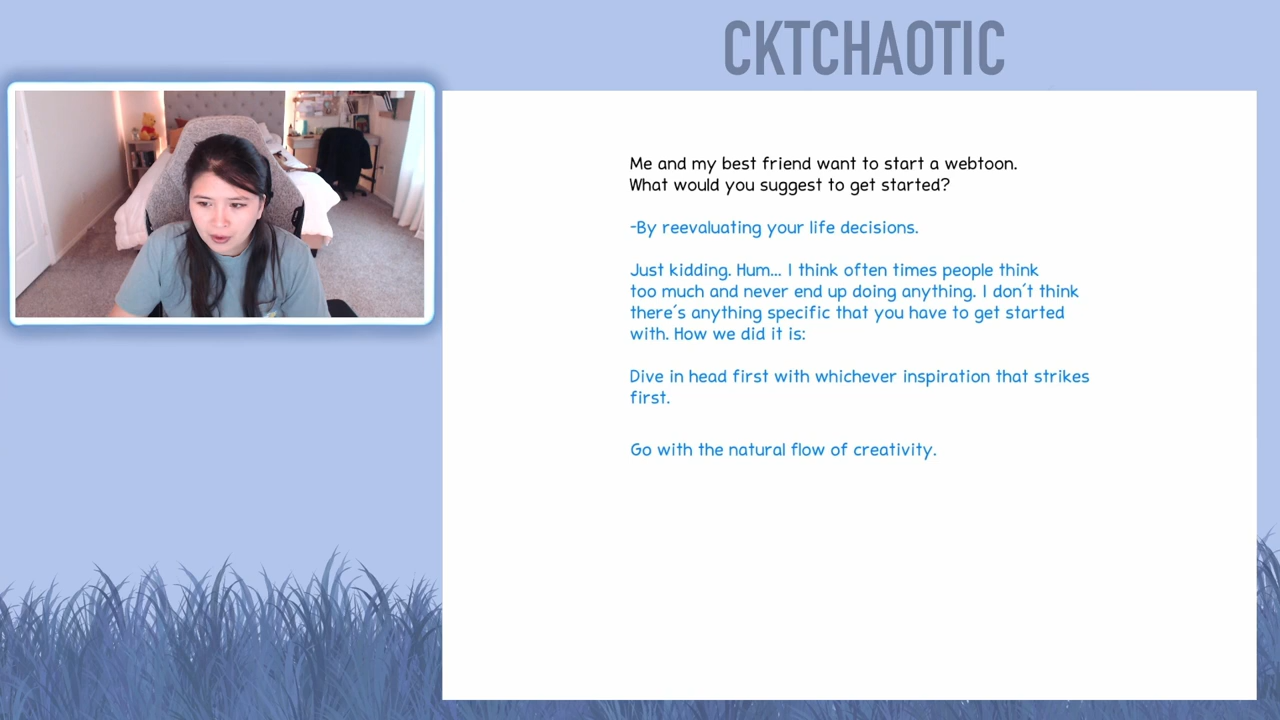 CKTCHAOTIC
Me and my best friend want to start a webtoon.
What would you suggest to get started?
-By reevaluating your life decisions.
Just kidding. Hum... I think often times people think
too much and never end up doing anything. I don't think
there's anything specific that you have to get started
with. How we did it is:
Dive in head first with whichever inspiration that strikes
first.
Go with the natural flow of creativity.